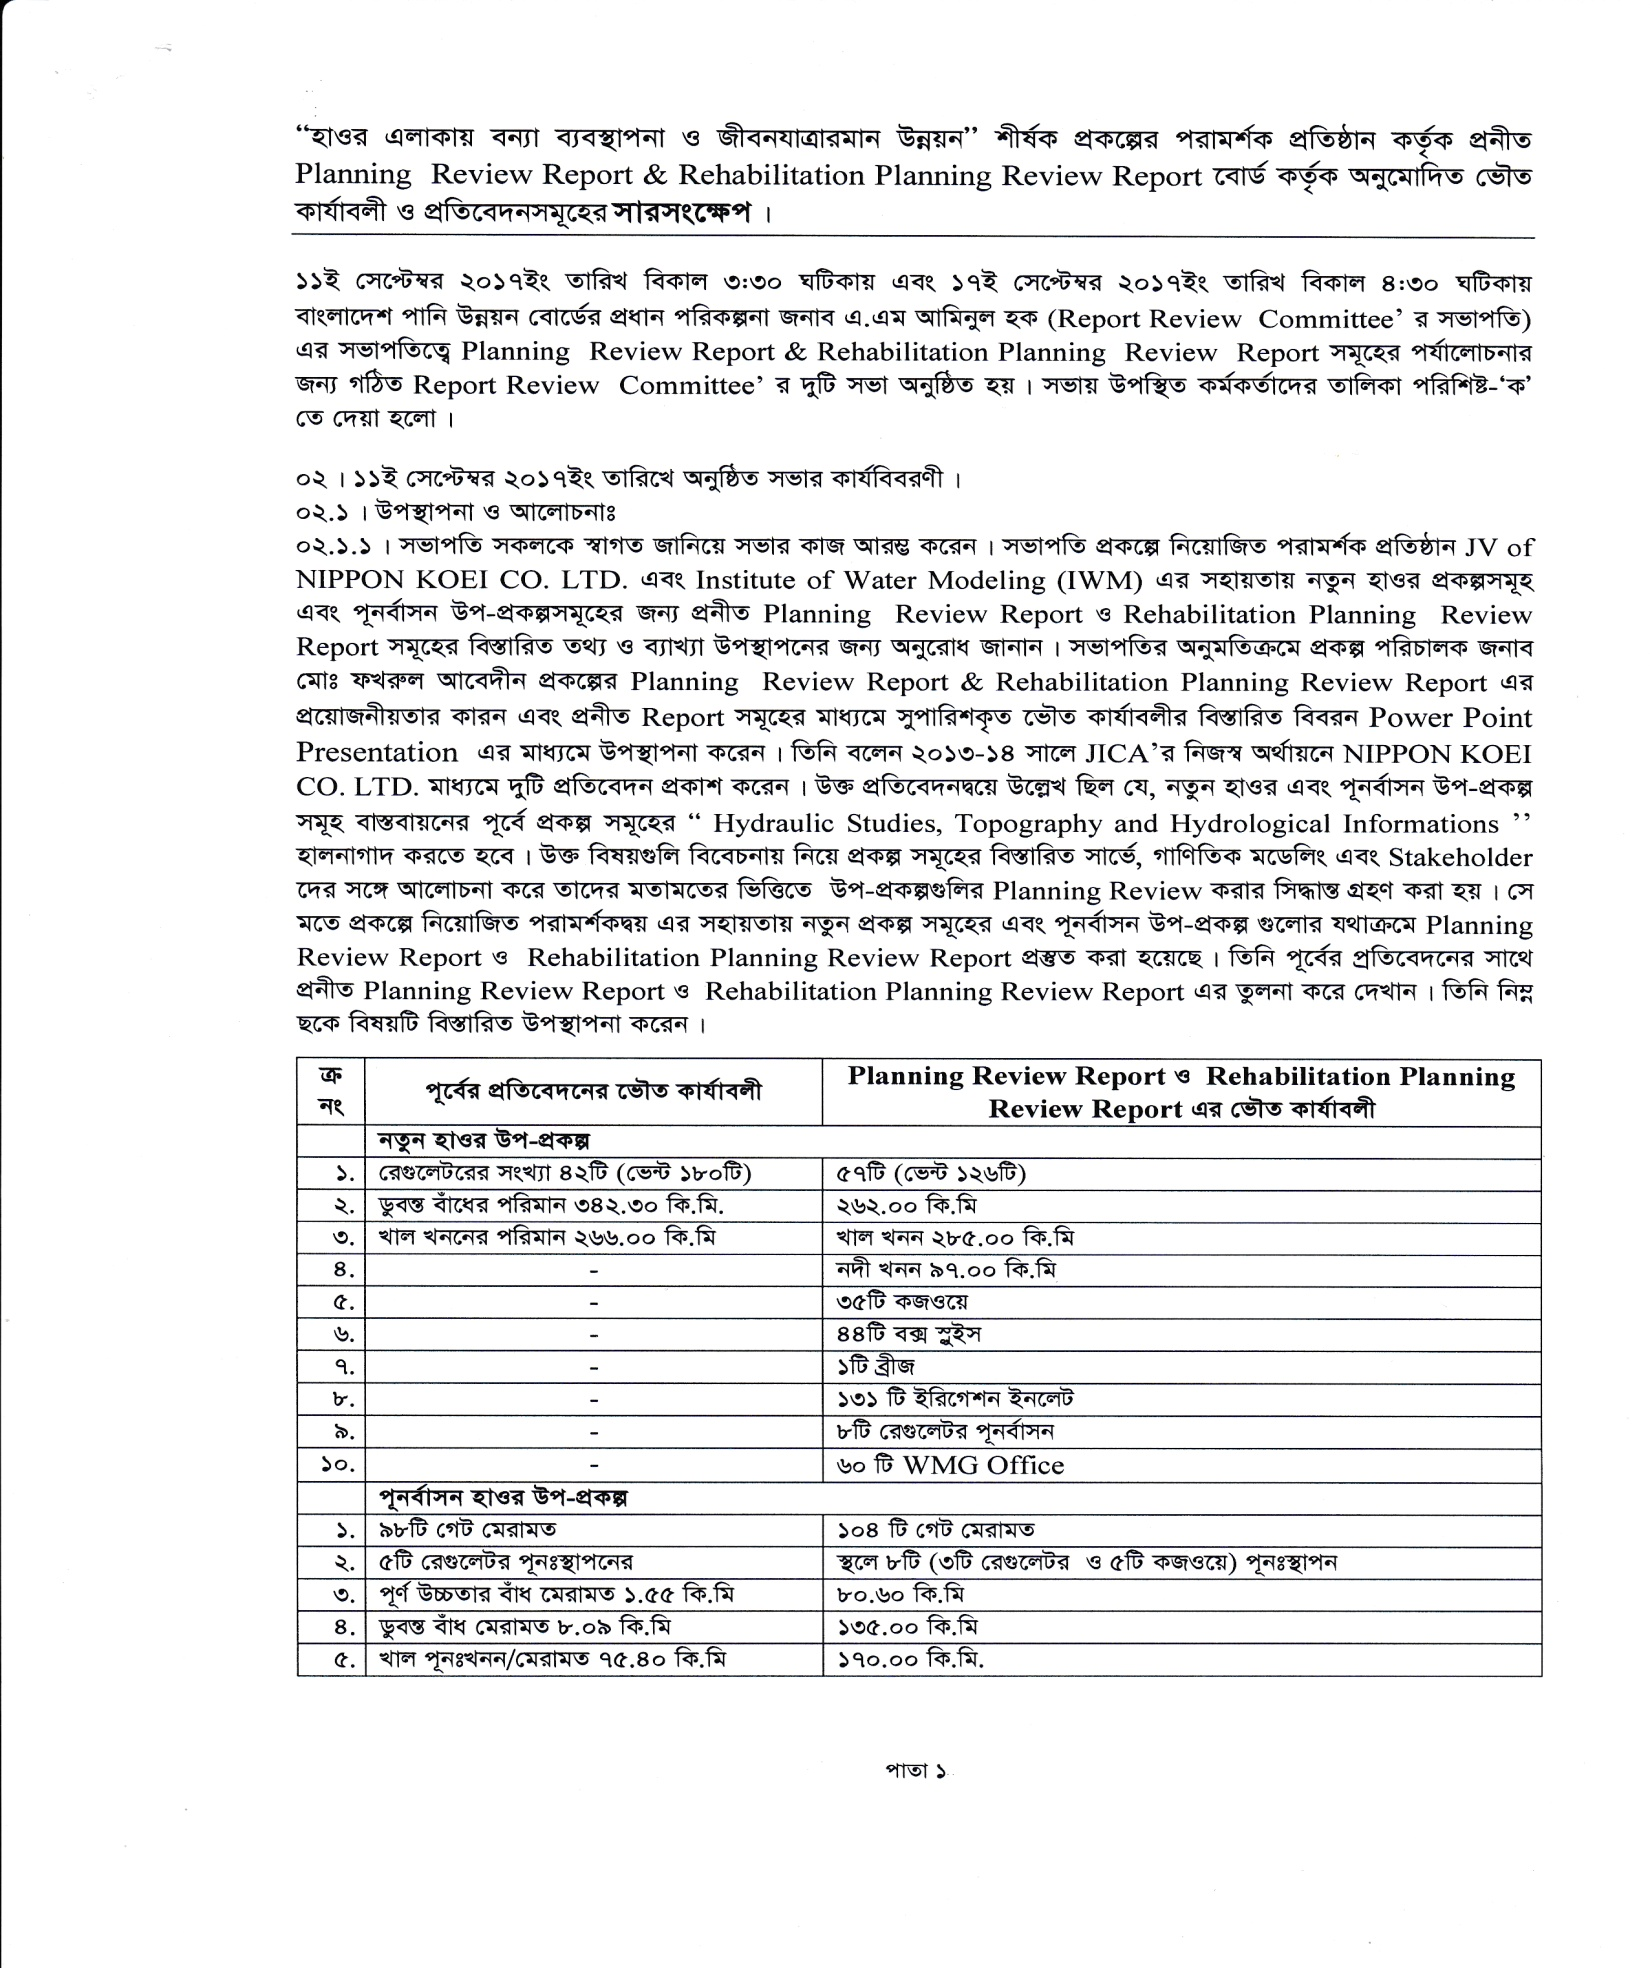 “হাওর এলাকায় বন্যা ব্যবস্থাপনা ও জীবনযাত্রারমান উন্নয়ন” শীর্ষক প্রকল্পের পরামর্শক প্রতিষ্ঠান কর্তৃক প্রনীত
Planning Review Report & Rehabilitation Planning Review Report বোর্ড কর্তৃক অনুমোদিত ভৌত
কার্যাবলী ও প্রতিবেদনসমূহের সারসংক্ষেপ ।
১১ই সেপ্টেম্বর ২০১৭ইং তারিখ বিকাল ৩:৩০ ঘটিকায় এবং ১৭ই সেপ্টেম্বর ২০১৭ইং তারিখ বিকাল ৪:৩০ ঘটিকায়
বাংলাদেশ পানি উন্নয়ন বোর্ডের প্রধান পরিকল্পনা জনাব এ.এম আমিনুল হক (Report Review Committee’ র সভাপতি)
এর সভাপতিত্বে Planning Review Report & Rehabilitation Planning Review Report সমূহের পর্যালোচনার
জন্য গঠিত Report Review Committee’ র দুটি সভা অনুষ্ঠিত হয় । সভায় উপস্থিত কর্মকর্তাদের তালিকা পরিশিষ্ট-‘ক’
তে দেয়া হলো ।
০২ । ১১ই সেপ্টেম্বর ২০১৭ইং তারিখে অনুষ্ঠিত সভার কার্যবিবরণী ।
০২.১ । উপস্থাপনা ও আলোচনাঃ
০২.১.১ । সভাপতি সকলকে স্বাগত জানিয়ে সভার কাজ আরম্ভ করেন । সভাপতি প্রকল্পে নিয়োজিত পরামর্শক প্রতিষ্ঠান JV of
NIPPON KOEI CO. LTD. এবং Institute of Water Modeling (IWM) এর সহায়তায় নতুন হাওর প্রকল্পসমূহ
এবং পূনর্বাসন উপ-প্রকল্পসমূহের জন্য প্রনীত Planning Review Report ও Rehabilitation Planning Review
Report সমূহের বিস্তারিত তথ্য ও ব্যাখ্যা উপস্থাপনের জন্য অনুরোধ জানান । সভাপতির অনুমতিক্রমে প্রকল্প পরিচালক জনাব
মোঃ ফখরুল আবেদীন প্রকল্পের Planning Review Report & Rehabilitation Planning Review Report এর
প্রয়োজনীয়তার কারন এবং প্রনীত Report সমূহের মাধ্যমে সুপারিশকৃত ভৌত কার্যাবলীর বিস্তারিত বিবরন Power Point
Presentation এর মাধ্যমে উপস্থাপনা করেন । তিনি বলেন ২০১৩-১৪ সালে JICA’র নিজস্ব অর্থায়নে NIPPON KOEI
CO. LTD. মাধ্যমে দুটি প্রতিবেদন প্রকাশ করেন । উক্ত প্রতিবেদনদ্বয়ে উল্লেখ ছিল যে, নতুন হাওর এবং পূনর্বাসন উপ-প্রকল্প
সমূহ বাস্তবায়নের পূর্বে প্রকল্প সমূহের “ Hydraulic Studies, Topography and Hydrological Informations ”
হালনাগাদ করতে হবে । উক্ত বিষয়গুলি বিবেচনায় নিয়ে প্রকল্প সমূহের বিস্তারিত সার্ভে, গাণিতিক মডেলিং এবং Stakeholder
দের সঙ্গে আলোচনা করে তাদের মতামতের ভিত্তিতে উপ-প্রকল্পগুলির Planning Review করার সিদ্ধান্ত গ্রহণ করা হয় । সে
মতে প্রকল্পে নিয়োজিত পরামর্শকদ্বয় এর সহায়তায় নতুন প্রকল্প সমূহের এবং পূনর্বাসন উপ-প্রকল্প গুলোর যথাক্রমে Planning
Review Report ও Rehabilitation Planning Review Report প্রস্তুত করা হয়েছে । তিনি পূর্বের প্রতিবেদনের সাথে
প্রনীত Planning Review Report ও Rehabilitation Planning Review Report এর তুলনা করে দেখান । তিনি নিম্ন
ছকে বিষয়টি বিস্তারিত উপস্থাপনা করেন ।
ক্র নং পূর্বের প্রতিবেদনের ভৌত কার্যাবলী Planning Review Report ও Rehabilitation Planning Review Report এর ভৌত কার্যাবলী
নতুন হাওর উপ-প্রকল্প
১. রেগুলেটরের সংখ্যা ৪২টি (ভেন্ট ১৮০টি) ৫৭টি (ভেন্ট ১২৬টি)
২. ডুবন্ত বাঁধের পরিমান ৩৪২.৩০ কি.মি. ২৬২.০০ কি.মি
৩. খাল খননের পরিমান ২৬৬.০০ কি.মি খাল খনন ২৮৫.০০ কি.মি
৪. - নদী খনন ৯৭.০০ কি.মি
৫. - ৩৫টি কজওয়ে
৬. - ৪৪টি বক্স স্লুইস
৭. - ১টি ব্রীজ
৮. - ১৩১ টি ইরিগেশন ইনলেট
৯. - ৮টি রেগুলেটর পূনর্বাসন
১০. - ৬০ টি WMG Office
পূনর্বাসন হাওর উপ-প্রকল্প
১. ৯৮টি গেট মেরামত ১০৪ টি গেট মেরামত
২. ৫টি রেগুলেটর পূনঃস্থাপনের স্থলে ৮টি (৩টি রেগুলেটর ও ৫টি কজওয়ে) পূনঃস্থাপন
৩. পূর্ণ উচ্চতার বাঁধ মেরামত ১.৫৫ কি.মি ৮০.৬০ কি.মি
৪. ডুবন্ত বাঁধ মেরামত ৮.০৯ কি.মি ১৩৫.০০ কি.মি
৫. খাল পূনঃখনন/মেরামত ৭৫.৪০ কি.মি ১৭০.০০ কি.মি.
পাতা ১